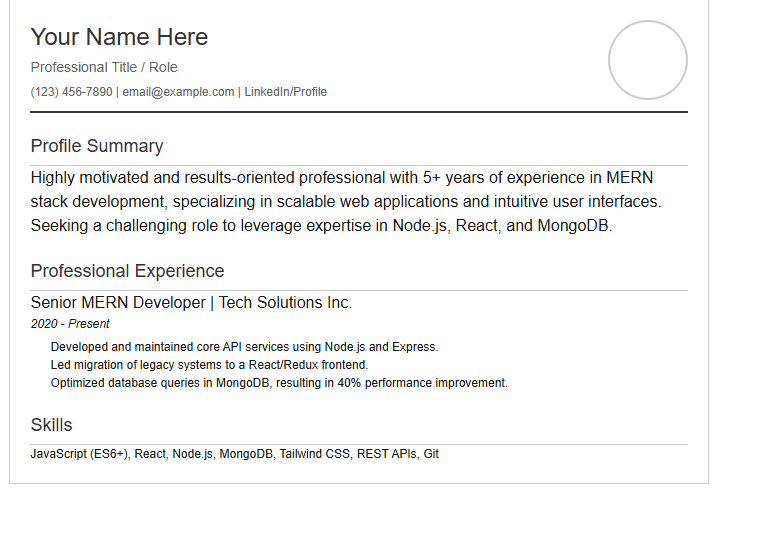 Your Name Here
Professional Title / Role
(123) 456-7890 | email@example.com | LinkedIn/Profile
Profile Summary
Highly motivated and results-oriented professional with 5+ years of experience in MERN
stack development, specializing in scalable web applications and intuitive user interfaces.
Seeking a challenging role to leverage expertise in Node.js, React, and MongoDB.
Professional Experience
Senior MERN Developer | Tech Solutions Inc.
2020 - Present
Developed and maintained core API services using Node.js and Express.
Led migration of legacy systems to a React/Redux frontend.
Optimized database queries in MongoDB, resulting in 40% performance improvement.
Skills
JavaScript (ES6+), React, Node.js, MongoDB, Tailwind CSS, REST APIs, Git